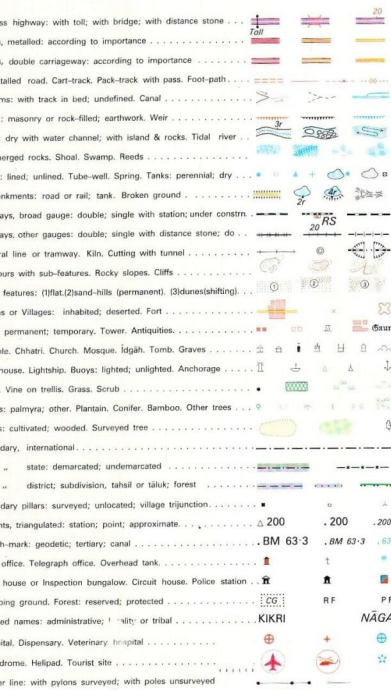 20
ss highway: with toll; with bridge; with distance stone
Toll
s, metalled: according to importance
s, double carriageway: according to importance
talled road. Cart-track. Pack-track with pass. Foot-path
ms: with track in bed; undefined. Canal
: masonry or rock-filled; earthwork. Weir
3r
dry with water channel; with island & rocks. Tidal river
merged rocks. Shoal. Swamp. Reeds
: lined; unlined. Tube-well. Spring. Tanks: perennial; dry
nkments: road or rail; tank. Broken ground
2r 4r
ays, broad gauge: double; single with station; under constrn.
20 RS
ays, other gauges: double; single with distance stone; do
ral line or tramway. Kiln. Cutting with tunnel
ours with sub-features. Rocky slopes. Cliffs
features: (1)flat.(2)sand-hills (permanent). (3)dunes(shifting). (1) (2) (3)
ns or Villages: inhabited; deserted. Fort
permanent; temporary. Tower. Antiquities.
ple. Chhatri. Church. Mosque. Īdgāh. Tomb. Graves
house. Lightship. Buoys: lighted; unlighted. Anchorage
. Vine on trellis. Grass. Scrub
s: palmyra; other. Plantain. Conifer. Bamboo. Other trees
s: cultivated; wooded. Surveyed tree
dary, international
„ state: demarcated; undemarcated
„ district; subdivision, tahsil or tāluk; forest
dary pillars: surveyed; unlocated; village trijunction
nts, triangulated: station; point; approximate. 200 . 200 . 200
h-mark: geodetic; tertiary; canal . BM 63·3 . BM 63·3 . 63
office. Telegraph office. Overhead tank.
house or Inspection bungalow. Circuit house. Police station
ping ground. Forest: reserved; protected CG RF PF
ed names: administrative; or tribal KIKRI NĀGA
ital. Dispensary. Veterinary hospital
drome. Helipad. Tourist site
er line: with pylons surveyed; with poles unsurveyed